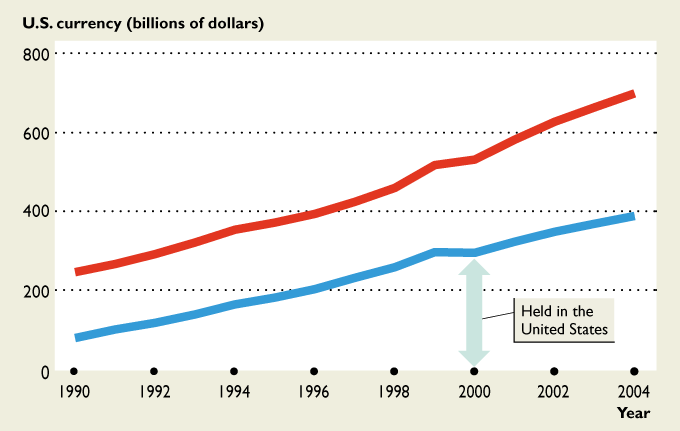 U.S. currency (billions of dollars)
800
600
400
200
0
Held in the
United States
1990 1992 1994 1996 1998 2000 2002 2004
Year